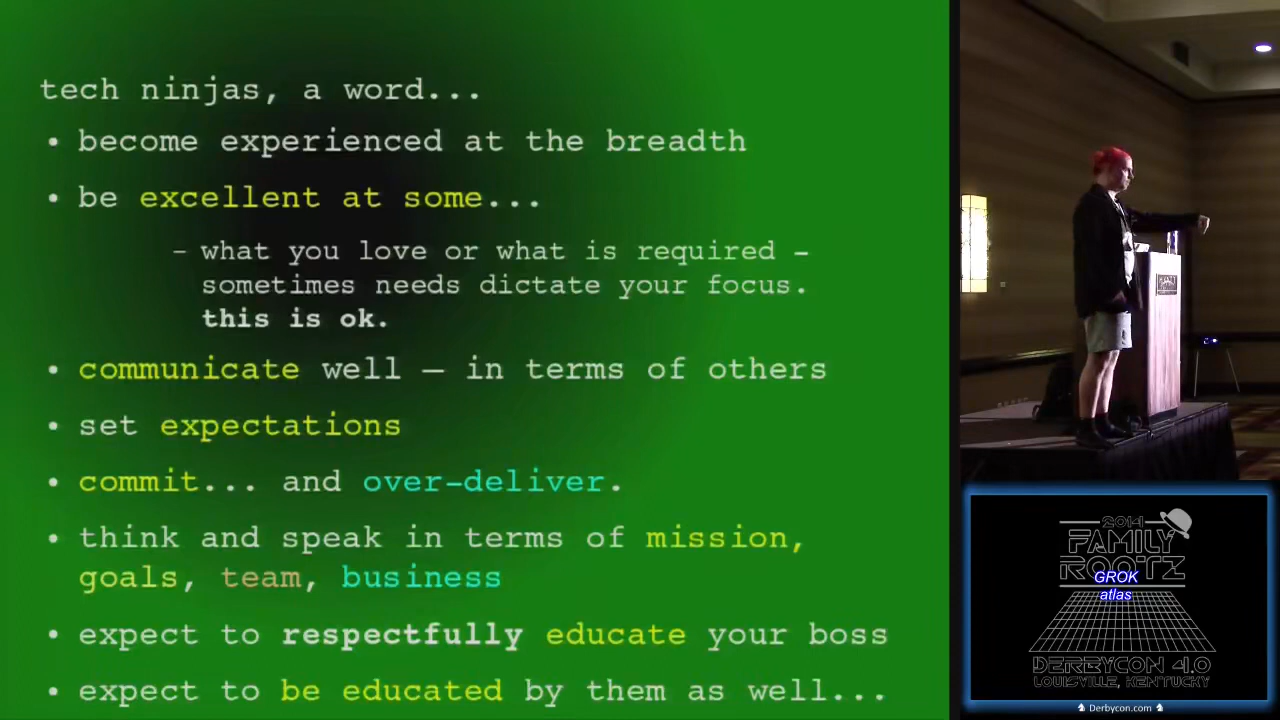 tech ninjas, a word...
• become experienced at the breadth
• be excellent at some...
– what you love or what is required –
sometimes needs dictate your focus.
this is ok.
• communicate well – in terms of others
• set expectations
• commit... and over-deliver.
• think and speak in terms of mission,
goals, team, business
• expect to respectfully educate your boss
• expect to be educated by them as well...
2014
FAMILY
ROOTZ
GROK
atlas
DERBYCON 4.0
LOUISVILLE, KENTUCKY
Derbycon.com